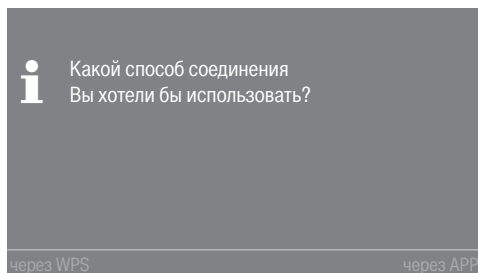 Какой способ соединения
Вы хотели бы использовать?
через WPS
через APP